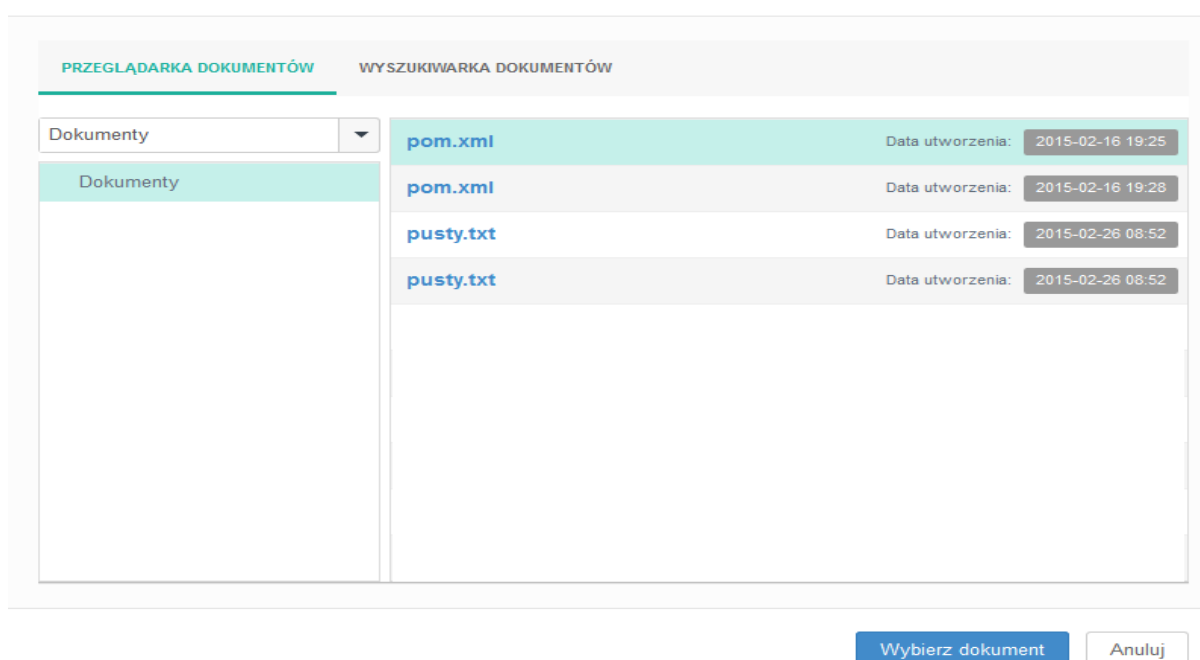 PRZEGLĄDARKA DOKUMENTÓW WYSZUKIWARKA DOKUMENTÓW
Dokumenty
Dokumenty
pom.xml Data utworzenia: 2015-02-16 19:25
pom.xml Data utworzenia: 2015-02-16 19:28
pusty.txt Data utworzenia: 2015-02-26 08:52
pusty.txt Data utworzenia: 2015-02-26 08:52
Wybierz dokument Anuluj